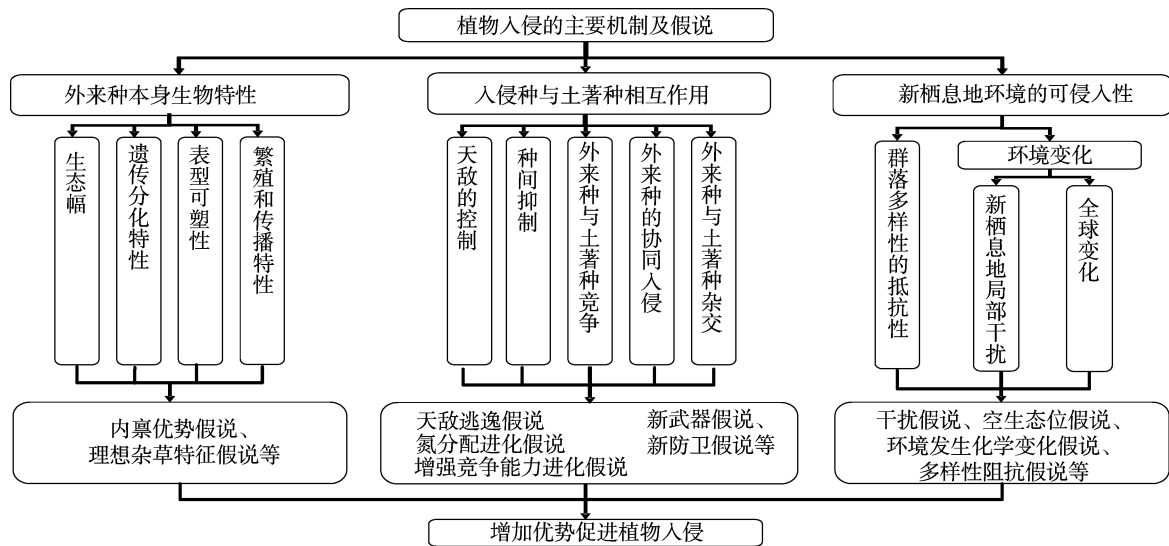 植物入侵的主要机制及假说
外来种本身生物特性
入侵种与土著种相互作用
新栖息地环境的可侵入性
生态幅
遗传分化特性
表型可塑性
繁殖和传播特性
天敌的控制
种间抑制
外来种与土著种竞争
外来种的协同入侵
外来种与土著种杂交
群落多样性的抵抗性
环境变化
新栖息地局部干扰
全球变化
内禀优势假说、
理想杂草特征假说等
天敌逃逸假说
氮分配进化假说
增强竞争能力进化假说
新武器假说、
新防卫假说等
干扰假说、空生态位假说、
环境发生化学变化假说、
多样性阻抗假说等
增加优势促进植物入侵